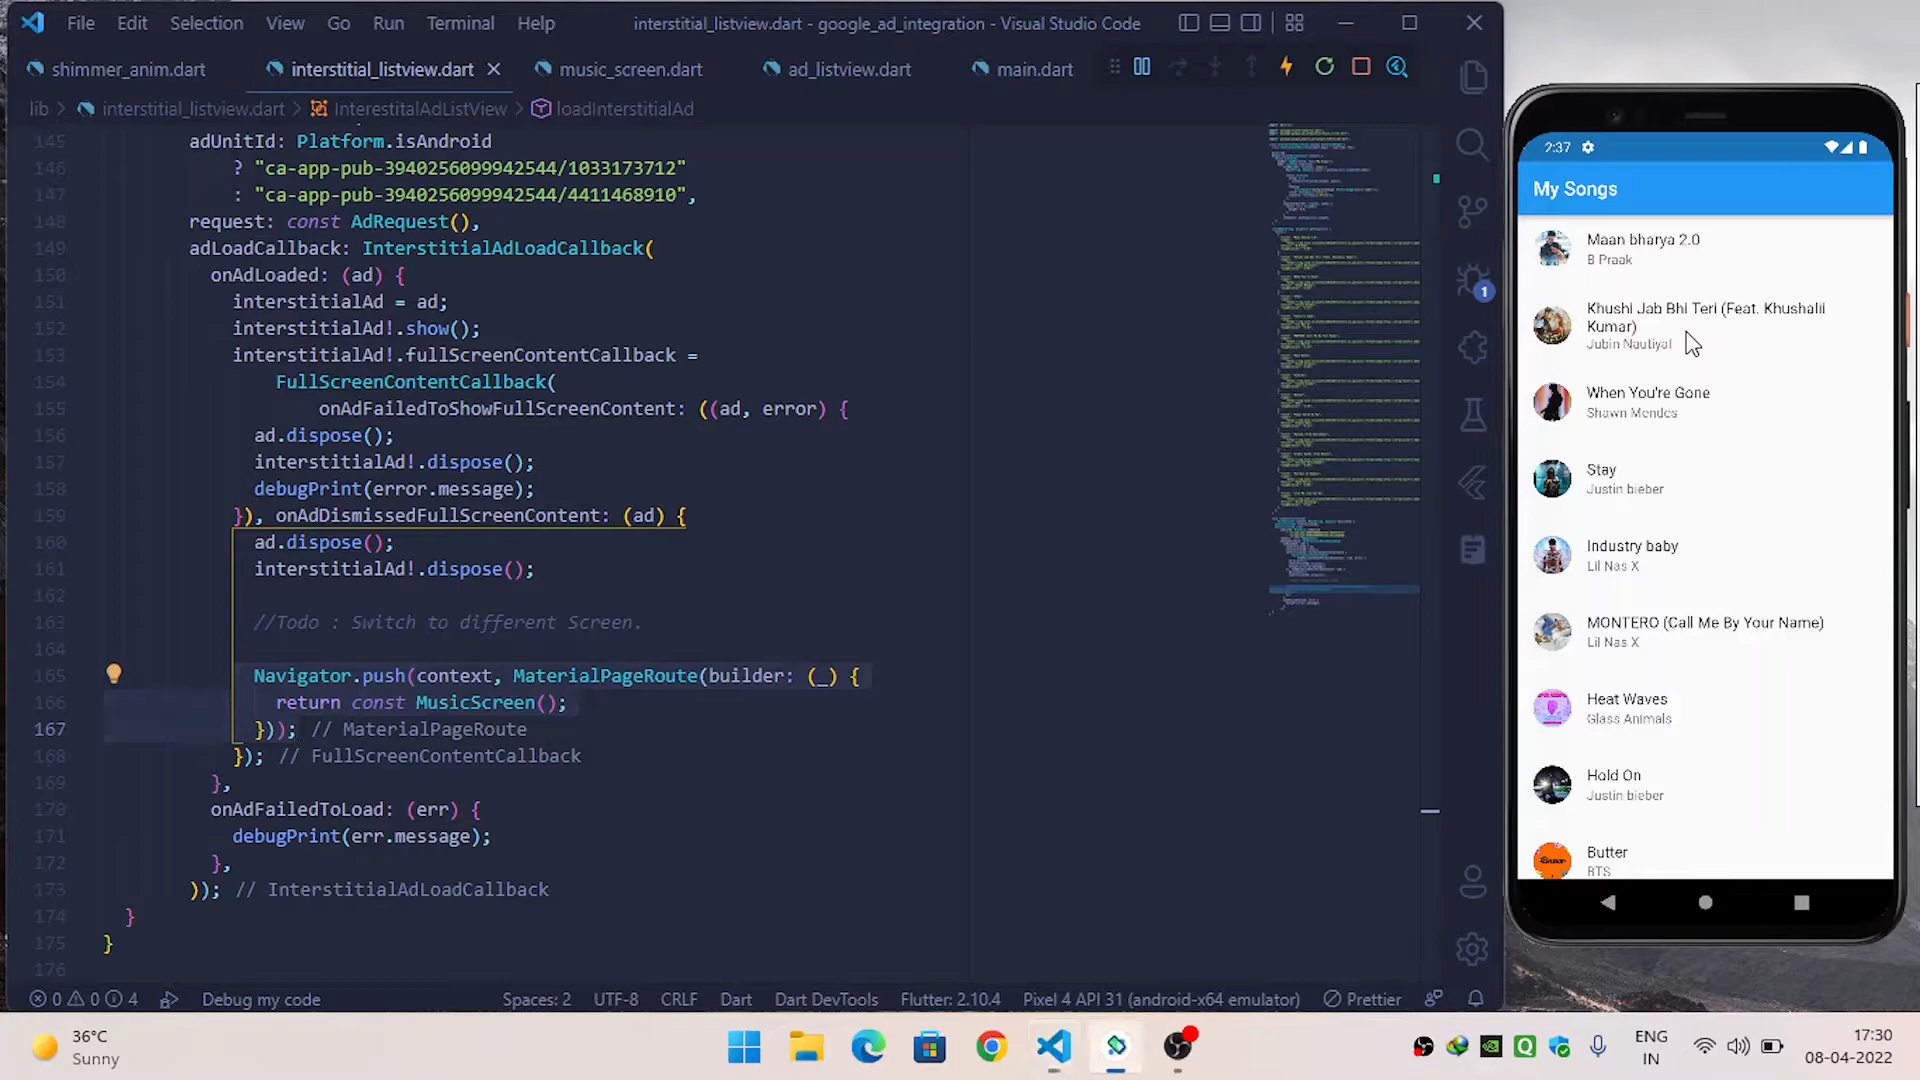 File Edit Selection View Go Run Terminal Help
interstitial_listview.dart - google_ad_integration - Visual Studio Code
shimmer_anim.dart
interstitial_listview.dart
music_screen.dart
ad_listview.dart
main.dart
lib > interstitial_listview.dart > InterestitalAdListView > loadInterstitialAd
145 adUnitId: Platform.isAndroid
146 ? "ca-app-pub-3940256099942544/1033173712"
147 : "ca-app-pub-3940256099942544/4411468910",
148 request: const AdRequest(),
149 adLoadCallback: InterstitialAdLoadCallback(
150 onAdLoaded: (ad) {
151 interstitialAd = ad;
152 interstitialAd!.show();
153 interstitialAd!.fullScreenContentCallback =
154 FullScreenContentCallback(
155 onAdFailedToShowFullScreenContent: ((ad, error) {
156 ad.dispose();
157 interstitialAd!.dispose();
158 debugPrint(error.message);
159 }), onAdDismissedFullScreenContent: (ad) {
160 ad.dispose();
161 interstitialAd!.dispose();
162
163 //Todo : Switch to different Screen.
164
165 Navigator.push(context, MaterialPageRoute(builder: (_) {
166 return const MusicScreen();
167 })); // MaterialPageRoute
168 }); // FullScreenContentCallback
169 },
170 onAdFailedToLoad: (err) {
171 debugPrint(err.message);
172 },
173 )); // InterstitialAdLoadCallback
174 }
175 }
176
1
0 0 4 Debug my code Spaces: 2 UTF-8 CRLF Dart Dart DevTools Flutter: 2.10.4 Pixel 4 API 31 (android-x64 emulator) Prettier
2:37
My Songs
Maan bharya 2.0
B Praak
Khushi Jab Bhi Teri (Feat. Khushalii
Kumar)
Jubin Nautiyal
When You're Gone
Shawn Mendes
Stay
Justin bieber
Industry baby
Lil Nas X
MONTERO (Call Me By Your Name)
Lil Nas X
Heat Waves
Glass Animals
Hold On
Justin bieber
Butter
BTS
36°C
Sunny
ENG
IN
17:30
08-04-2022